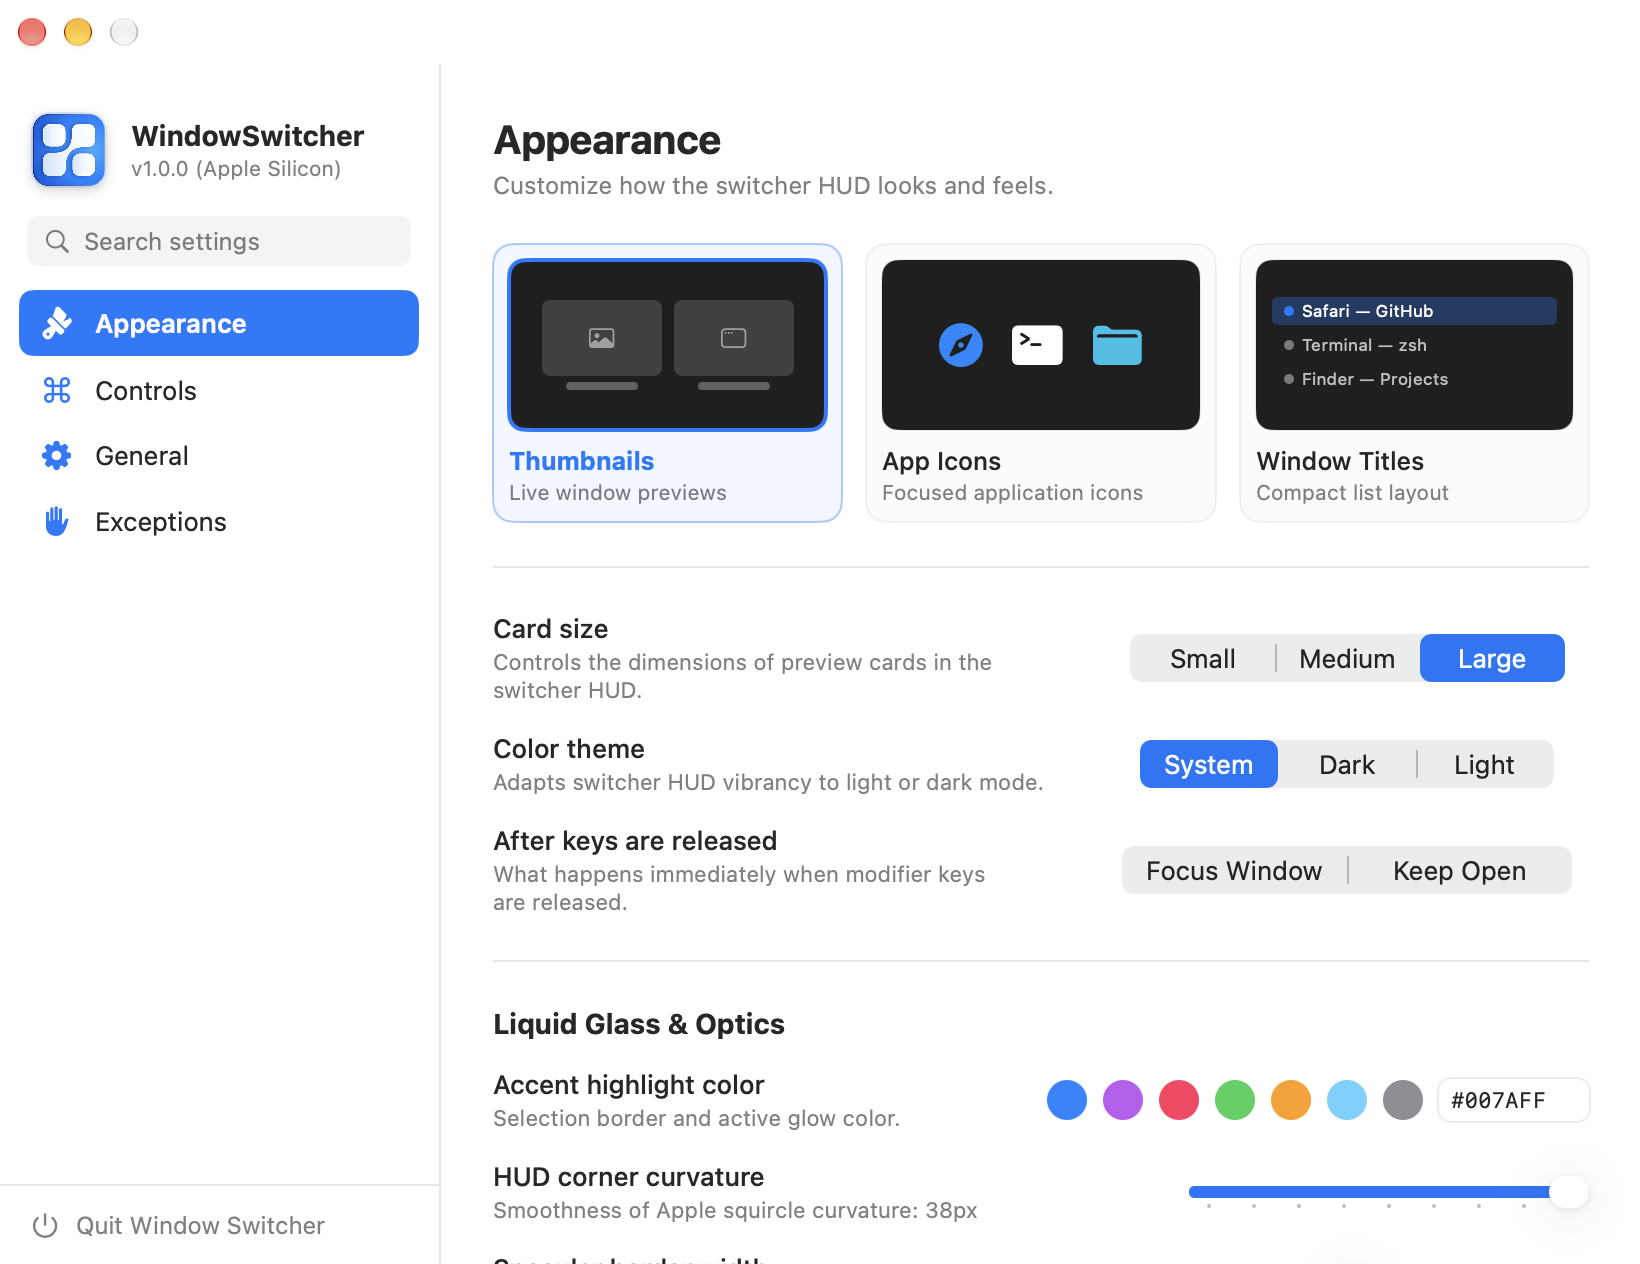 WindowSwitcher
v1.0.0 (Apple Silicon)
Search settings
Appearance
Controls
General
Exceptions
Quit Window Switcher
Appearance
Customize how the switcher HUD looks and feels.
Thumbnails
Live window previews
App Icons
Focused application icons
Safari — GitHub
Terminal — zsh
Finder — Projects
Window Titles
Compact list layout
Card size
Controls the dimensions of preview cards in the
switcher HUD.
Small
Medium
Large
Color theme
Adapts switcher HUD vibrancy to light or dark mode.
System
Dark
Light
After keys are released
What happens immediately when modifier keys
are released.
Focus Window
Keep Open
Liquid Glass & Optics
Accent highlight color
Selection border and active glow color.
#007AFF
HUD corner curvature
Smoothness of Apple squircle curvature: 38px